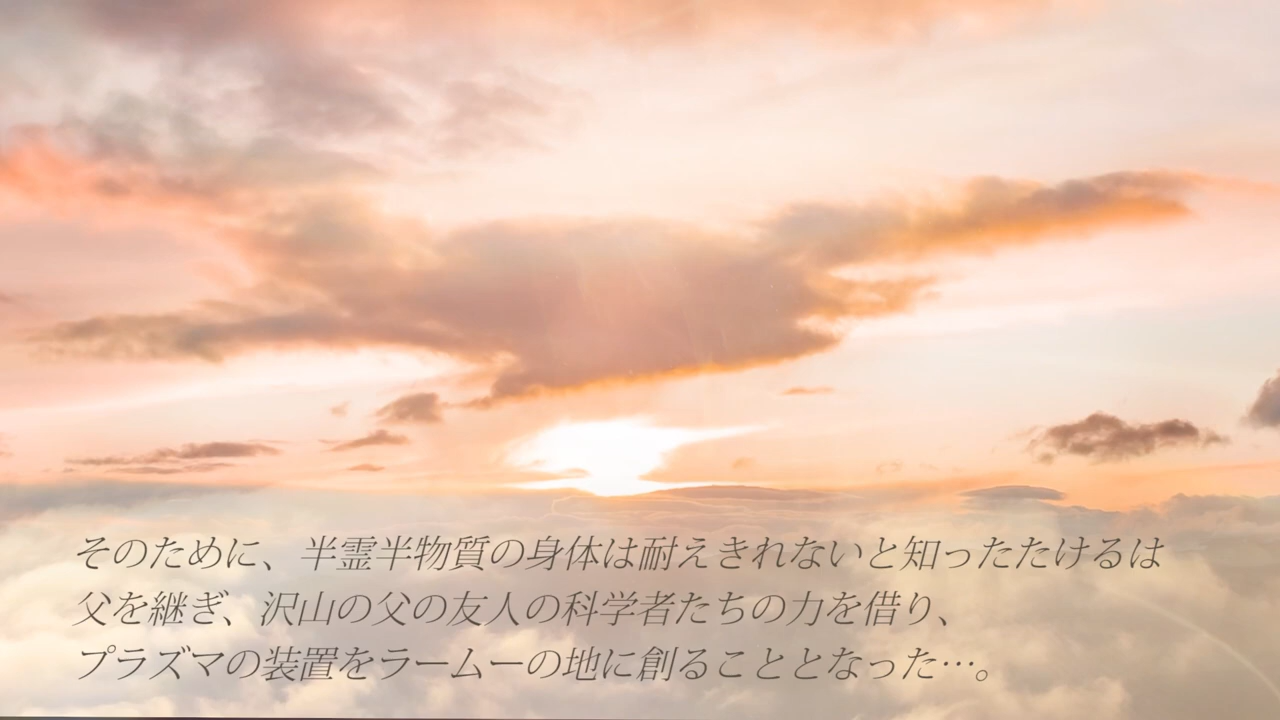 そのために、半霊半物質の身体は耐えきれないと知ったたけるは
父を継ぎ、沢山の父の友人の科学者たちの力を借り、
プラズマの装置をラームーの地に創ることとなった…。